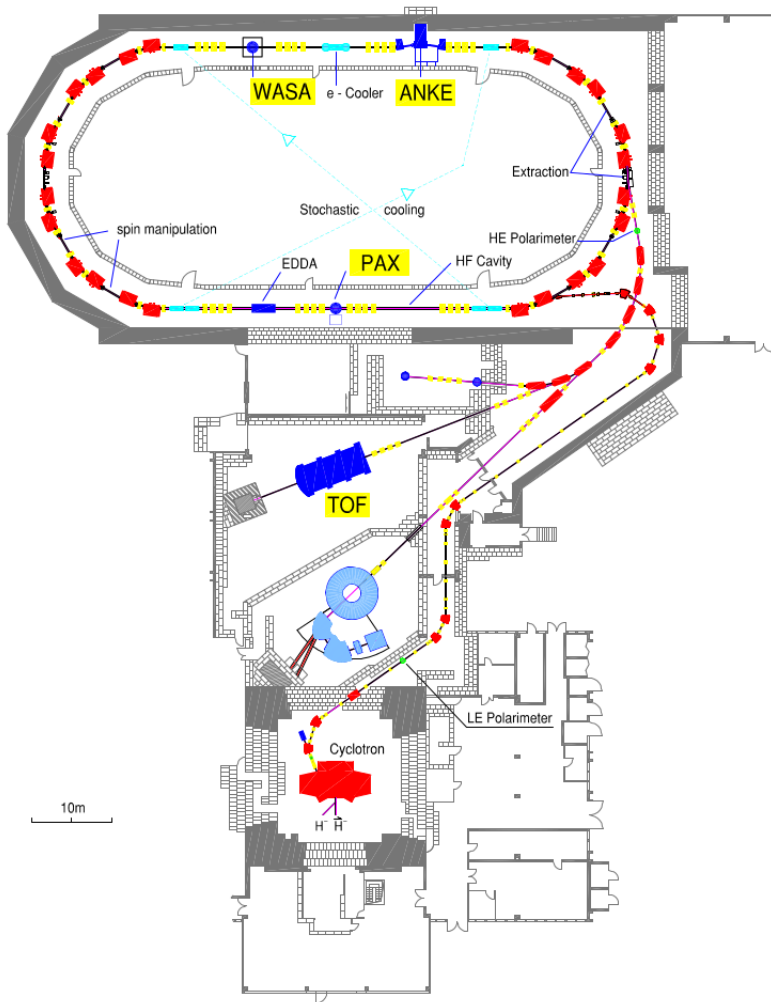 WASA
e - Cooler
ANKE
Extraction
Stochastic cooling
spin manipulation
HE Polarimeter
EDDA
PAX
HF Cavity
TOF
LE Polarimeter
Cyclotron
10m
H⁻ H⃗⁻